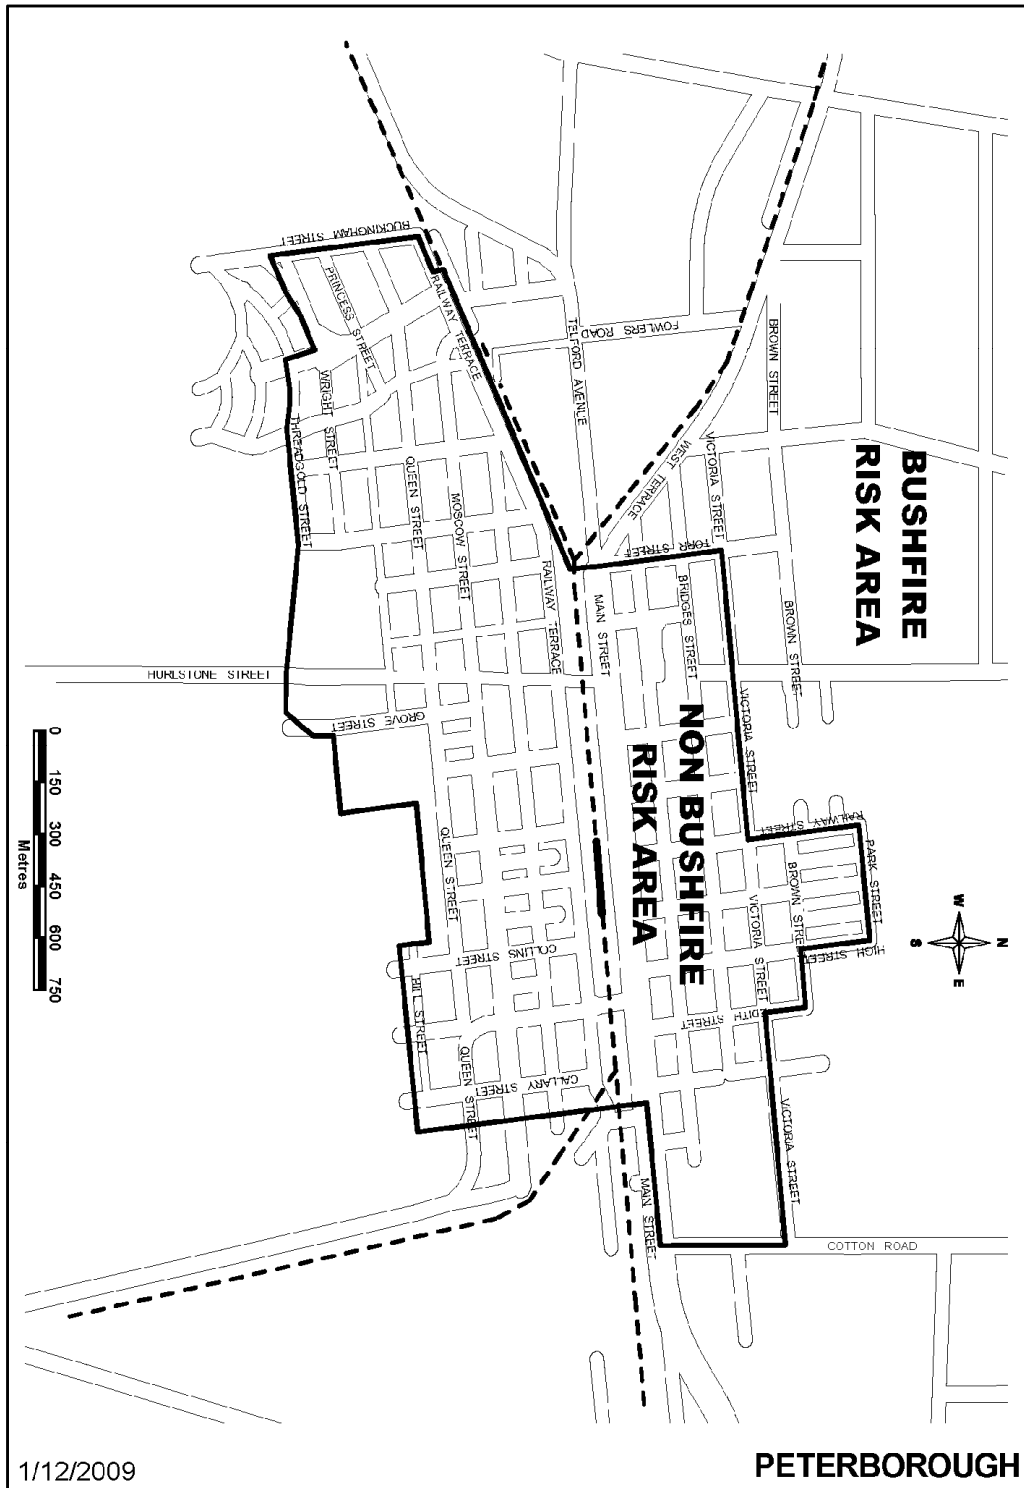 BUCKINGHAM STREET
PRINCESS STREET
RAILWAY TERRACE
TELFORD AVENUE
FOWLERS ROAD
BROWN STREET
WRIGHT STREET
THREADGOLD STREET
QUEEN STREET
MOSCOW STREET
WEST TERRACE
VICTORIA STREET
BUSHFIRE
RISK AREA
TORR STREET
RAILWAY TERRACE
MAIN STREET
BRIDGES STREET
BROWN STREET
HURLSTONE STREET
GROVE STREET
VICTORIA STREET
NON BUSHFIRE
RISK AREA
RAILWAY STREET
PARK STREET
QUEEN STREET
BROWN STREET
VICTORIA STREET
HIGH STREET
COLLINS STREET
HILL STREET
EDITH STREET
QUEEN STREET
CALLARY STREET
VICTORIA STREET
MAIN STREET
COTTON ROAD
N
W
E
S
0 150 300 450 600 750
Metres
1/12/2009
PETERBOROUGH